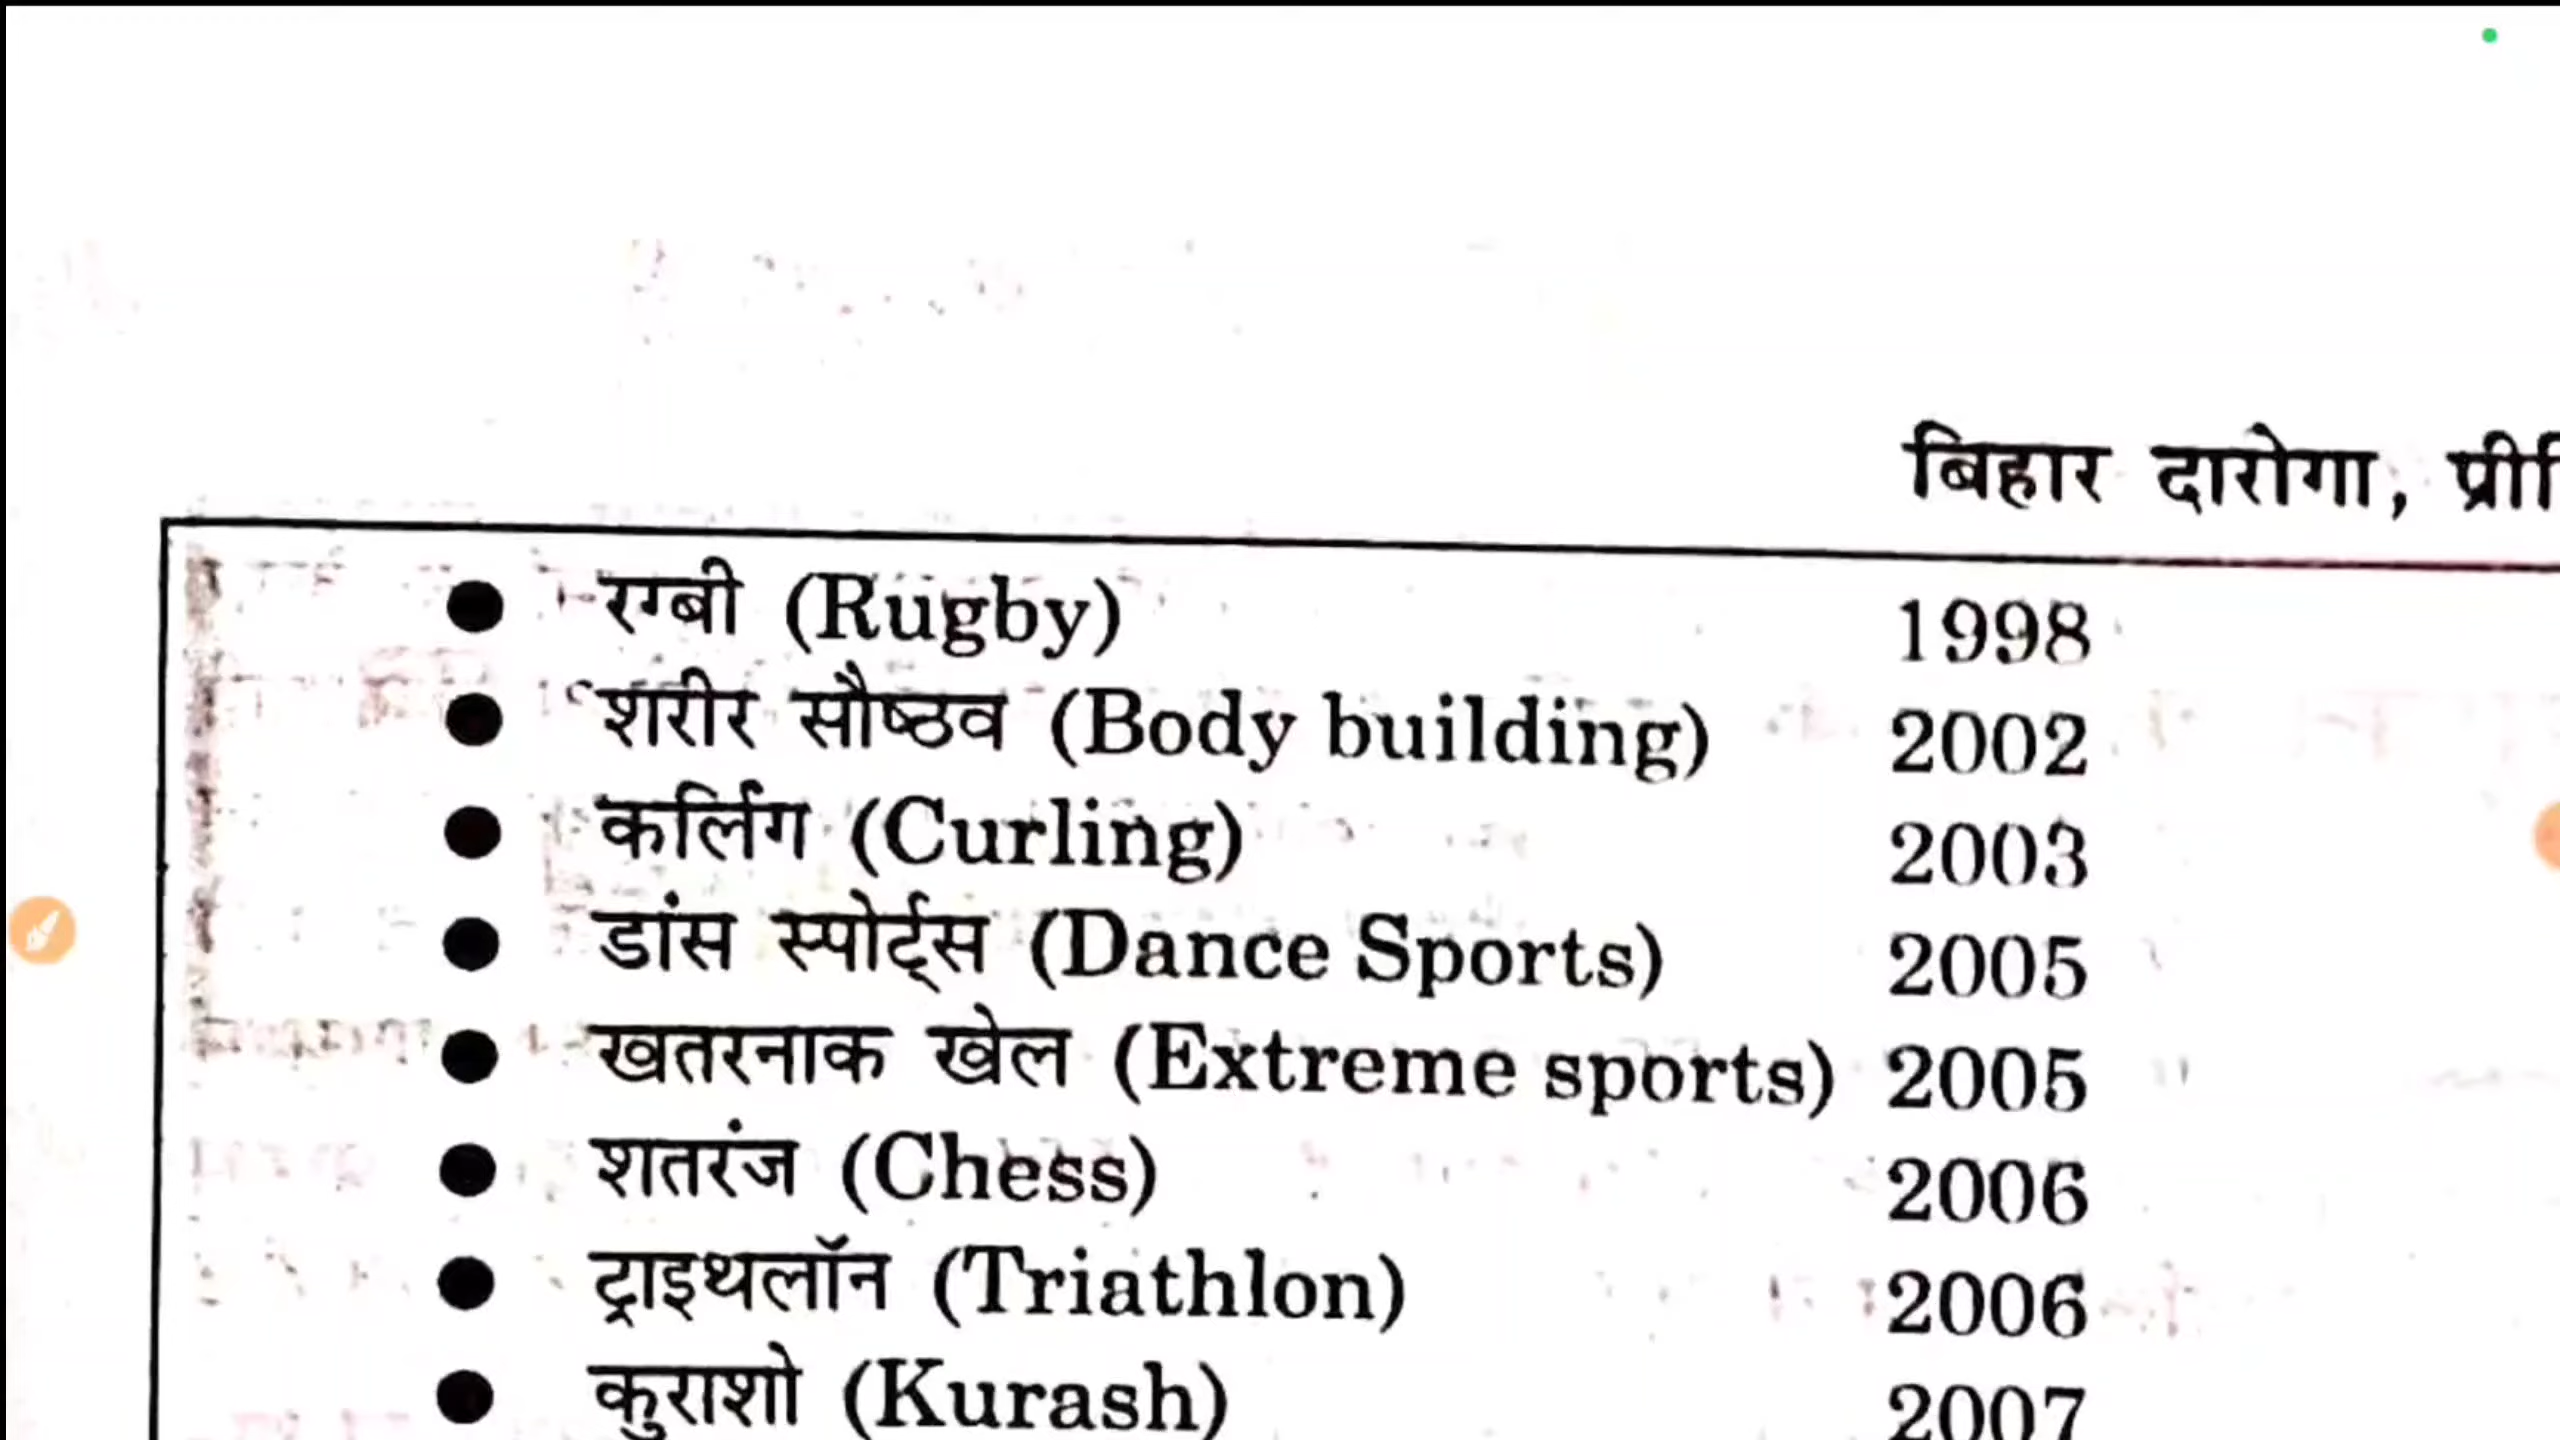 बिहार दारोगा,
रग्बी (Rugby) 1998
शरीर सौष्ठव (Body building) 2002
कर्लिंग (Curling) 2003
डांस स्पोर्ट्स (Dance Sports) 2005
खतरनाक खेल (Extreme sports) 2005
शतरंज (Chess) 2006
ट्राइथलॉन (Triathlon) 2006
कुराशो (Kurash) 2007